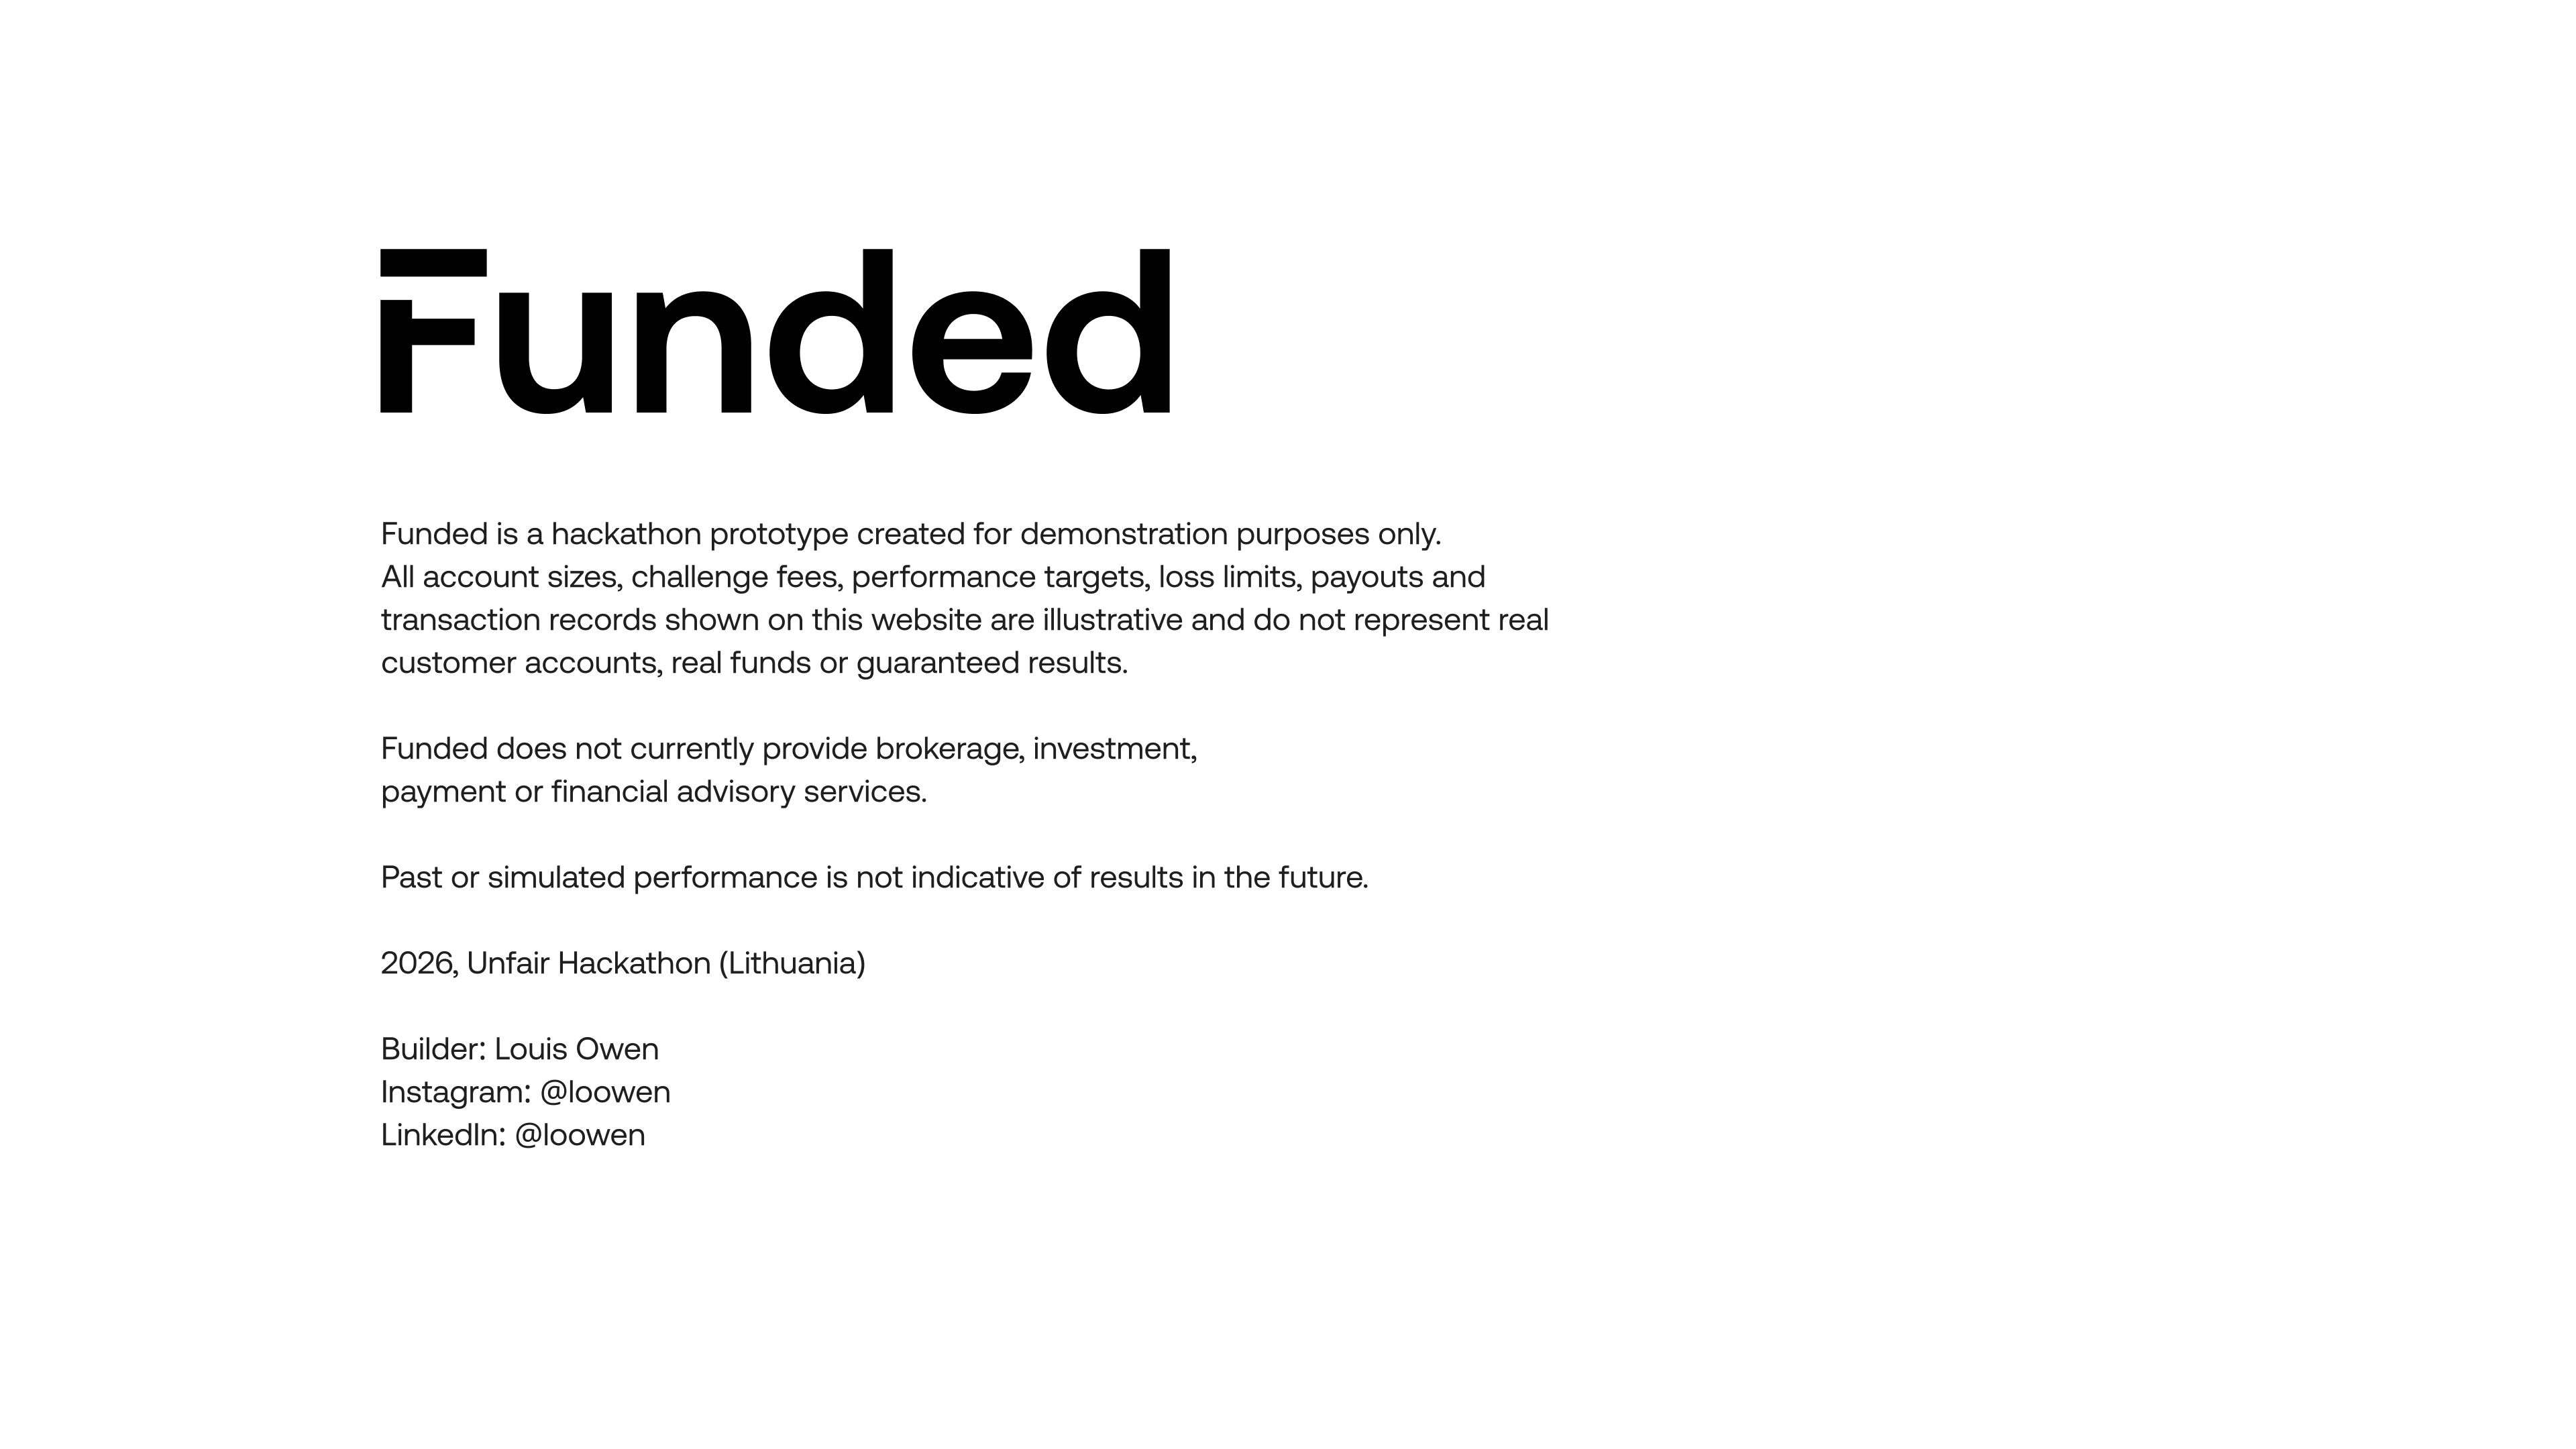 Funded
Funded is a hackathon prototype created for demonstration purposes only.
All account sizes, challenge fees, performance targets, loss limits, payouts and
transaction records shown on this website are illustrative and do not represent real
customer accounts, real funds or guaranteed results.
Funded does not currently provide brokerage, investment,
payment or financial advisory services.
Past or simulated performance is not indicative of results in the future.
2026, Unfair Hackathon (Lithuania)
Builder: Louis Owen
Instagram: @loowen
LinkedIn: @loowen